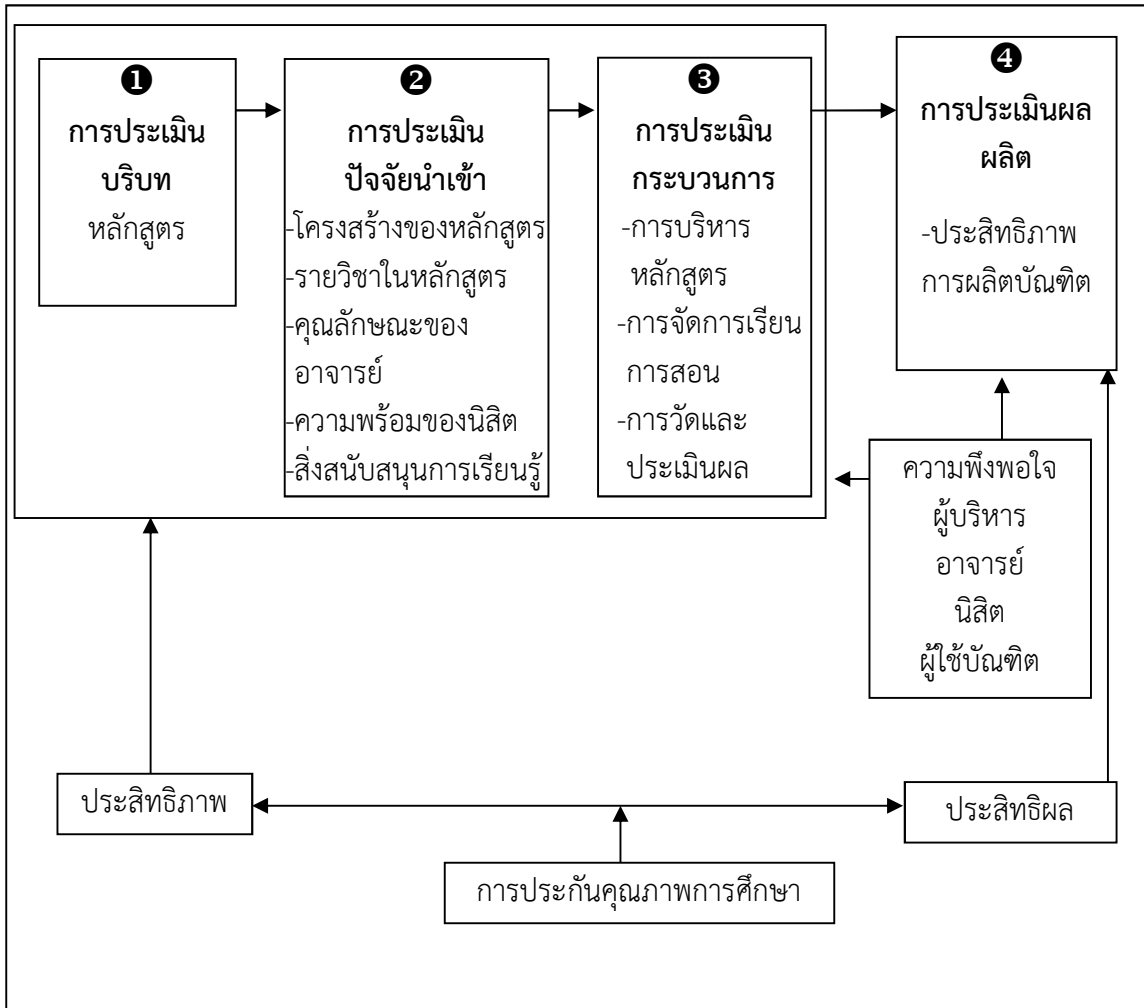 ❶
การประเมิน
บริบท
หลักสูตร
❷
การประเมิน
ปัจจัยนำเข้า
-โครงสร้างของหลักสูตร
-รายวิชาในหลักสูตร
-คุณลักษณะของ
อาจารย์
-ความพร้อมของนิสิต
-สิ่งสนับสนุนการเรียนรู้
❸
การประเมิน
กระบวนการ
-การบริหาร
หลักสูตร
-การจัดการเรียน
การสอน
-การวัดและ
ประเมินผล
❹
การประเมินผล
ผลิต
-ประสิทธิภาพ
การผลิตบัณฑิต
ความพึงพอใจ
ผู้บริหาร
อาจารย์
นิสิต
ผู้ใช้บัณฑิต
ประสิทธิภาพ
ประสิทธิผล
การประกันคุณภาพการศึกษา